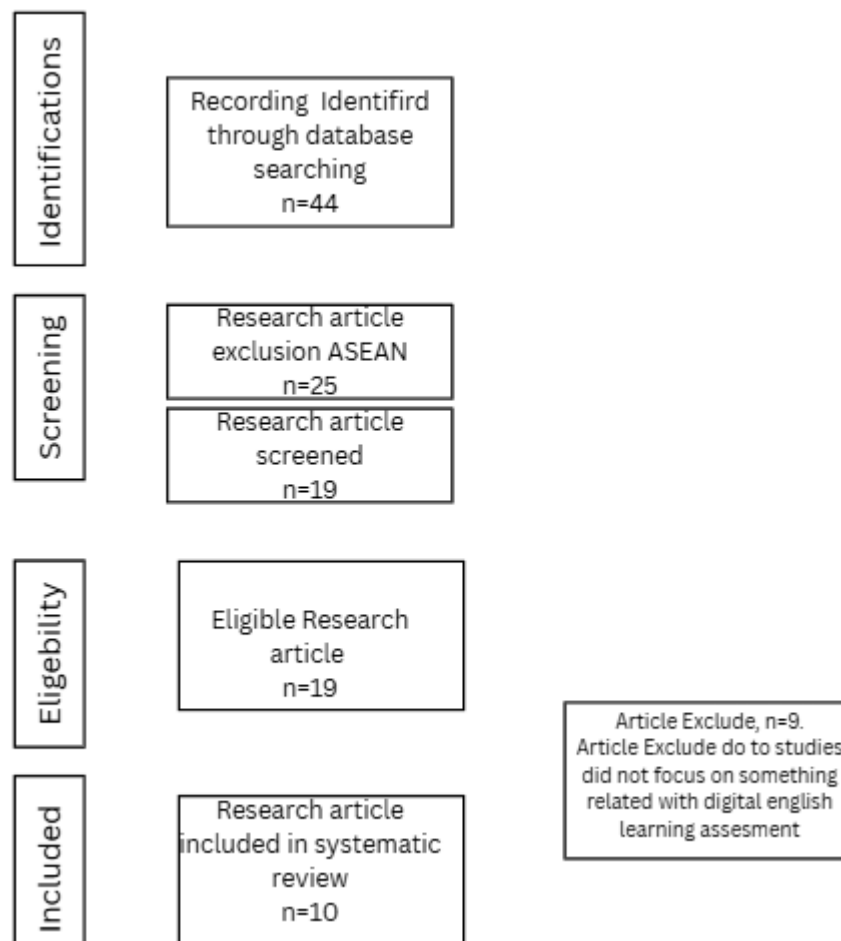 Identifications
Recording Identifird
through database
searching
n=44
Screening
Research article
exclusion ASEAN
n=25
Research article
screened
n=19
Eligebility
Eligible Research
article
n=19
Article Exclude, n=9.
Article Exclude do to studies
did not focus on something
related with digital english
learning assesment
Included
Research article
included in systematic
review
n=10